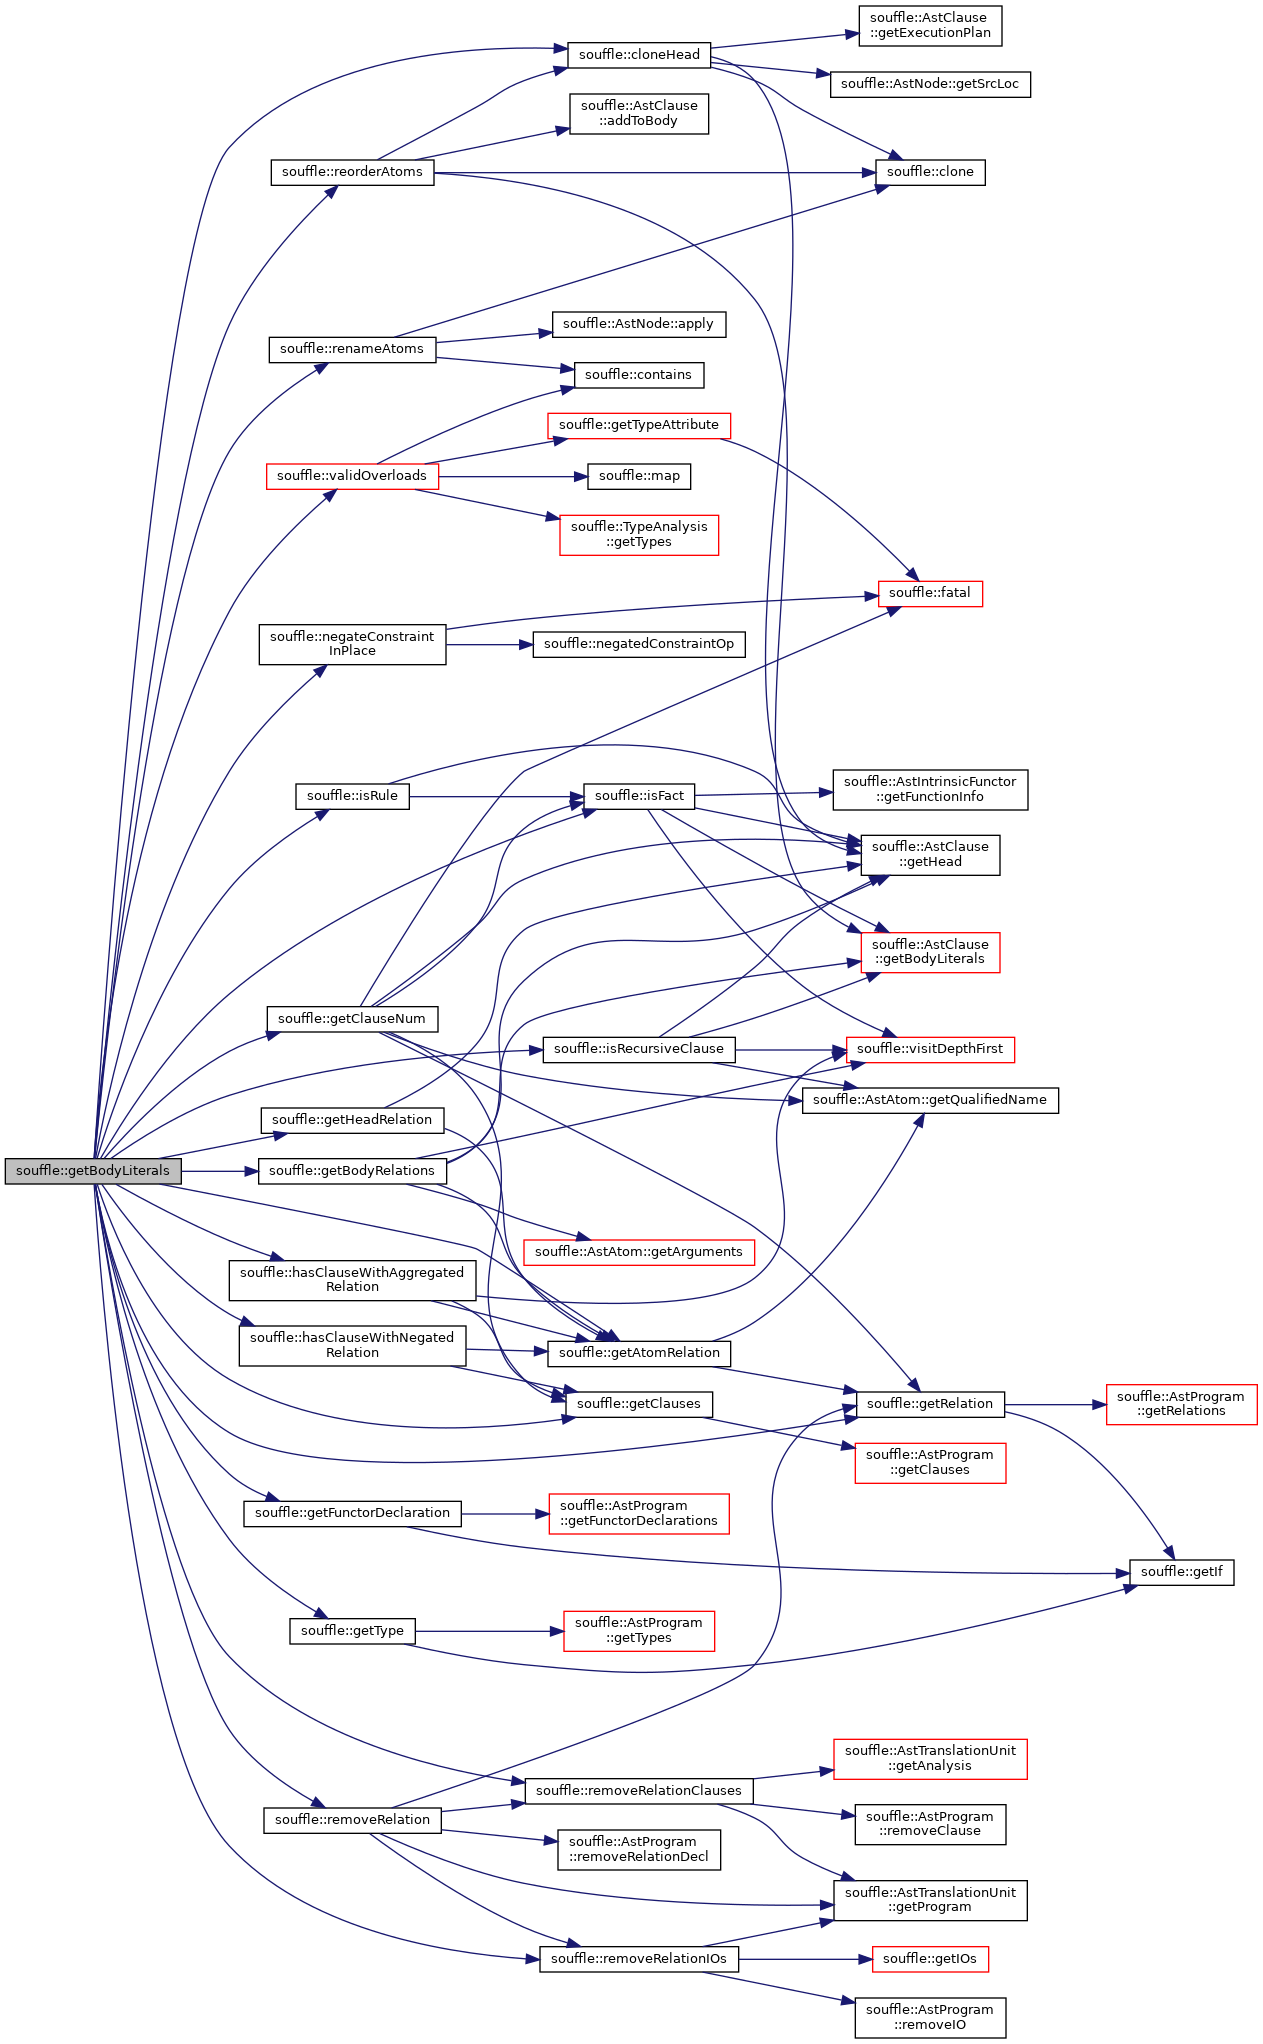 souffle::AstClause
::getExecutionPlan
souffle::cloneHead
souffle::AstNode::getSrcLoc
souffle::AstClause
::addToBody
souffle::reorderAtoms
souffle::clone
souffle::AstNode::apply
souffle::renameAtoms
souffle::contains
souffle::getTypeAttribute
souffle::validOverloads
souffle::map
souffle::TypeAnalysis
::getTypes
souffle::fatal
souffle::negateConstraint
InPlace
souffle::negatedConstraintOp
souffle::isRule
souffle::isFact
souffle::AstIntrinsicFunctor
::getFunctionInfo
souffle::AstClause
::getHead
souffle::AstClause
::getBodyLiterals
souffle::getClauseNum
souffle::isRecursiveClause
souffle::visitDepthFirst
souffle::AstAtom::getQualifiedName
souffle::getHeadRelation
souffle::getBodyLiterals
souffle::getBodyRelations
souffle::AstAtom::getArguments
souffle::hasClauseWithAggregated
Relation
souffle::hasClauseWithNegated
Relation
souffle::getAtomRelation
souffle::getClauses
souffle::getRelation
souffle::AstProgram
::getRelations
souffle::AstProgram
::getClauses
souffle::getFunctorDeclaration
souffle::AstProgram
::getFunctorDeclarations
souffle::getIf
souffle::getType
souffle::AstProgram
::getTypes
souffle::AstTranslationUnit
::getAnalysis
souffle::removeRelationClauses
souffle::removeRelation
souffle::AstProgram
::removeClause
souffle::AstProgram
::removeRelationDecl
souffle::AstTranslationUnit
::getProgram
souffle::removeRelationIOs
souffle::getIOs
souffle::AstProgram
::removeIO